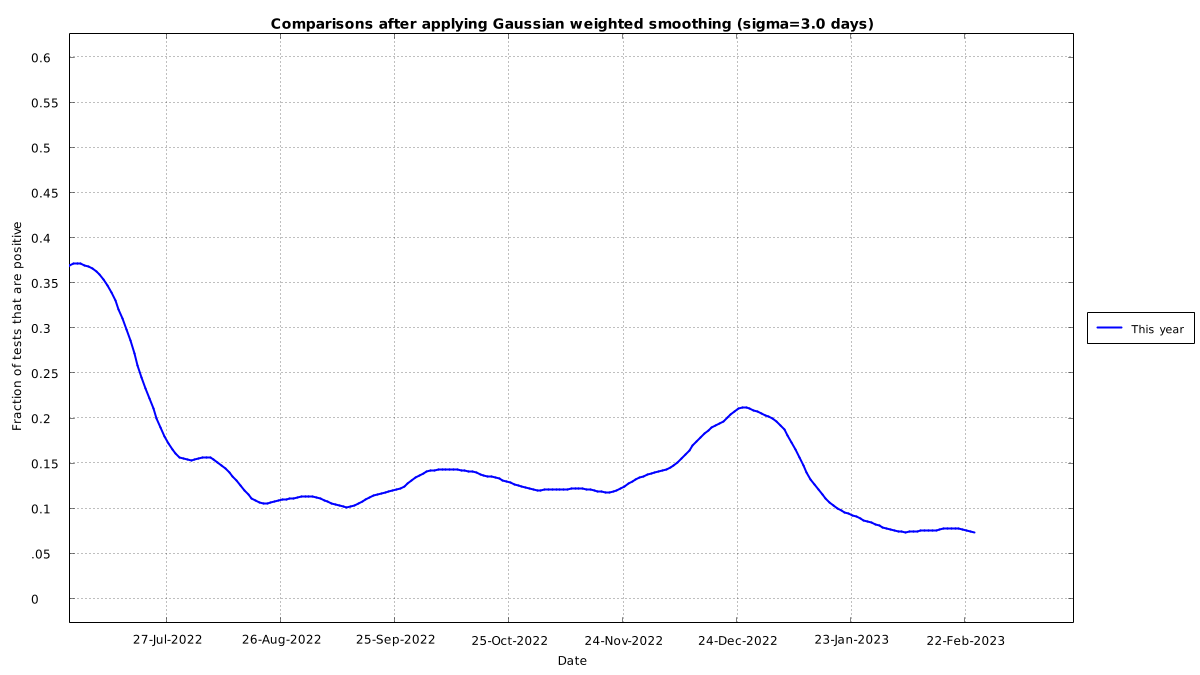 Comparisons after applying Gaussian weighted smoothing (sigma=3.0 days)
0.6
0.55
0.5
0.45
0.4
0.35
0.3
0.25
0.2
0.15
0.1
.05
0
Fraction of tests that are positive
27-Jul-2022
26-Aug-2022
25-Sep-2022
25-Oct-2022
24-Nov-2022
24-Dec-2022
23-Jan-2023
22-Feb-2023
Date
This year